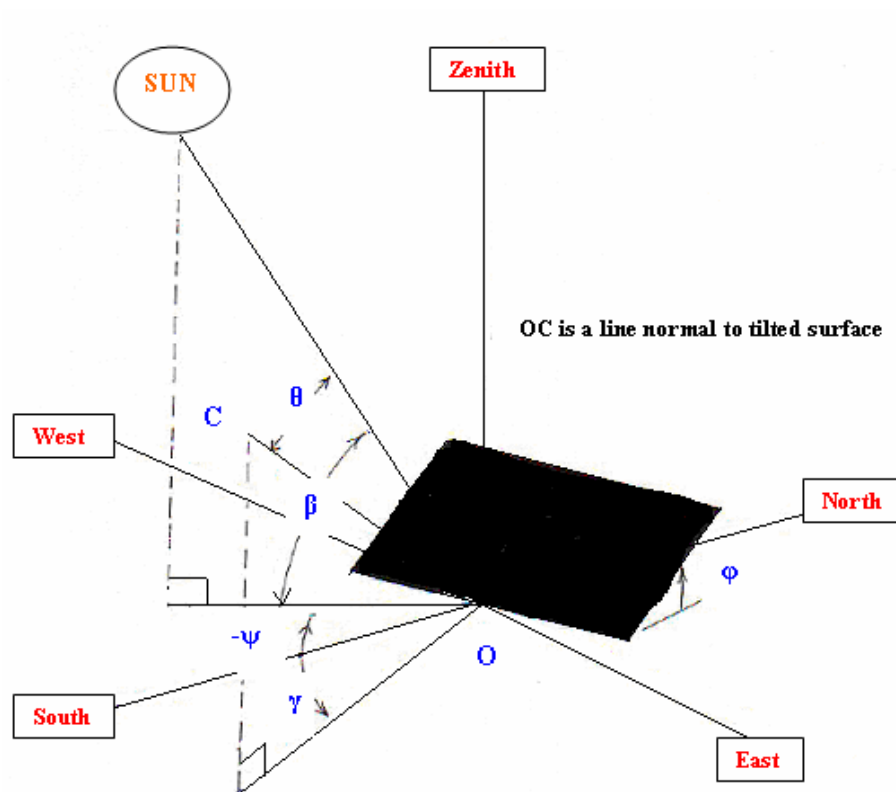 Zenith
SUN
OC is a line normal to tilted surface
θ
C
West
β
North
φ
-ψ
O
γ
South
East